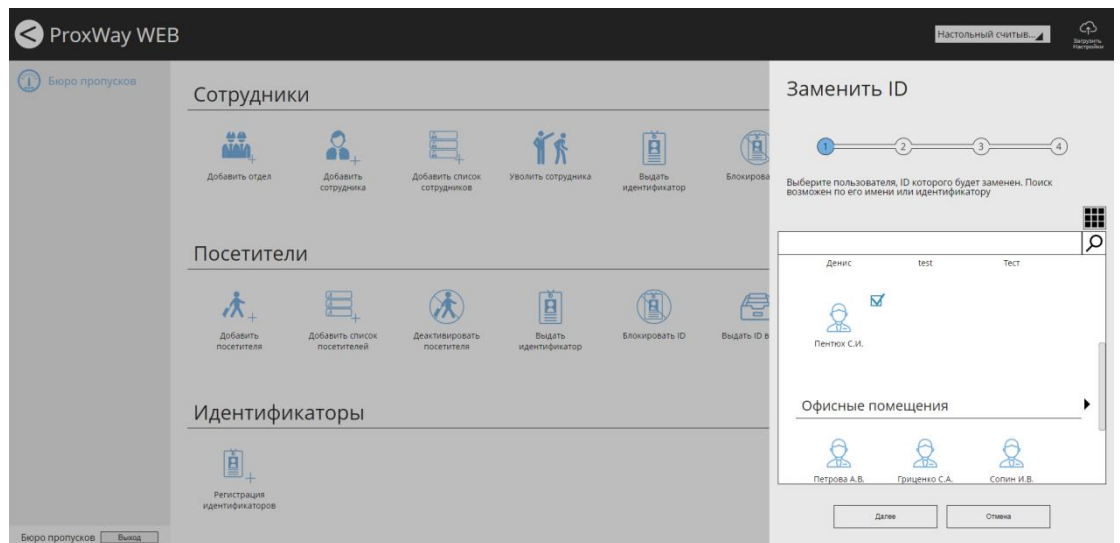 ProxWay WEB
Настольный считыв...
Загрузить
Настройки
Бюро пропусков
Сотрудники
Добавить отдел
Добавить
сотрудника
Добавить список
сотрудников
Уволить сотрудника
Выдать
идентификатор
Блокирова
Посетители
Добавить
посетителя
Добавить список
посетителей
Деактивировать
посетителя
Выдать
идентификатор
Блокировать ID
Выдать ID в
Идентификаторы
Регистрация
идентификаторов
Бюро пропусков
Выход
Заменить ID
1
2
3
4
Выберите пользователя, ID которого будет заменен. Поиск
возможен по его имени или идентификатору
Денис
test
Тест
Пентюх С.И.
Офисные помещения
Петрова А.В.
Гриценко С.А.
Сопин И.В.
Далее
Отмена